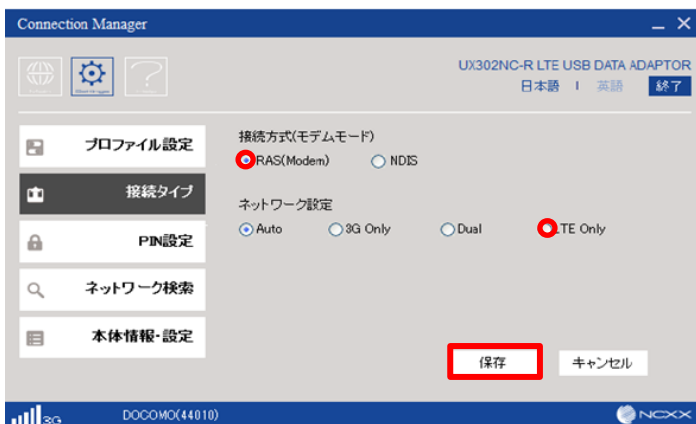 Connection Manager
UX302NC-R LTE USB DATA ADAPTOR
日本語 | 英語 終了
プロファイル設定
接続タイプ
PIN設定
ネットワーク検索
本体情報・設定
接続方式(モデムモード)
RAS(Modem) NDIS
ネットワーク設定
Auto 3G Only Dual LTE Only
保存 キャンセル
3G DOCOMO(44010) NCXX